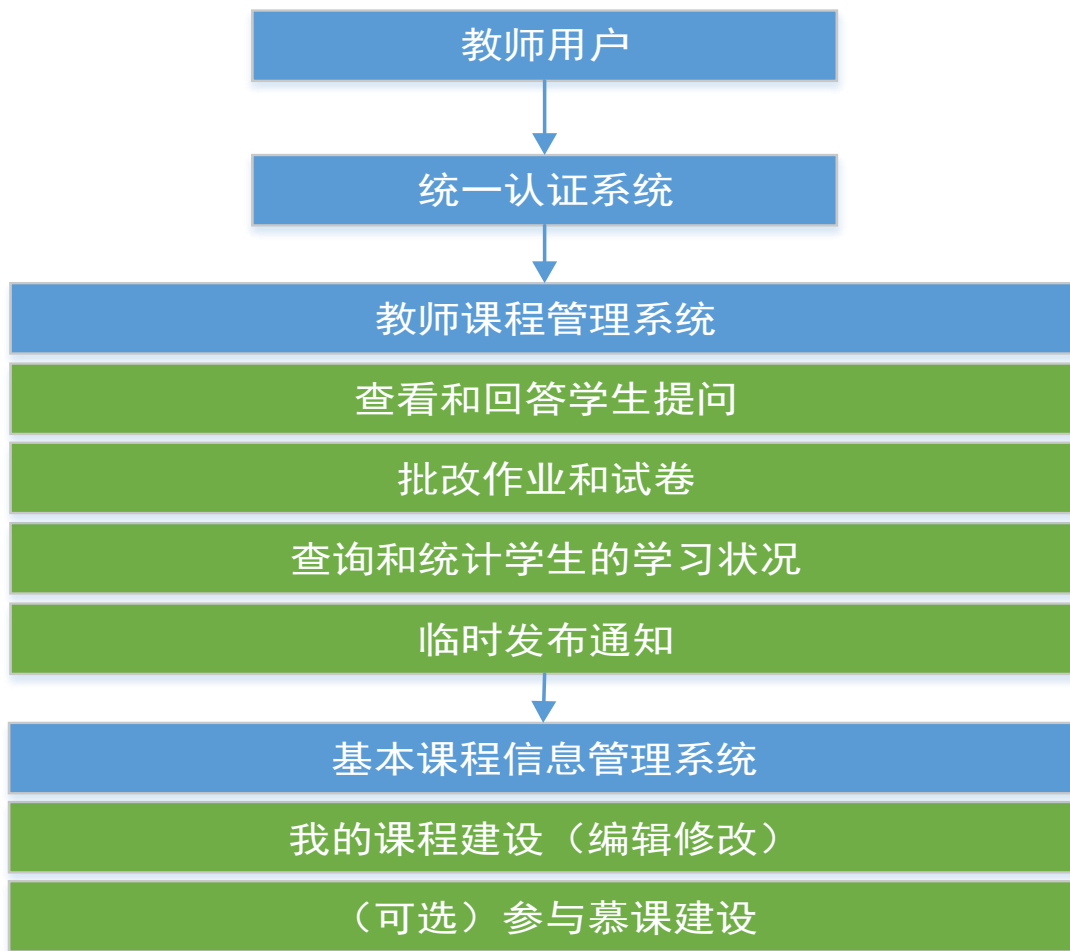 教师用户
统一认证系统
教师课程管理系统
查看和回答学生提问
批改作业和试卷
查询和统计学生的学习状况
临时发布通知
基本课程信息管理系统
我的课程建设（编辑修改）
（可选）参与慕课建设